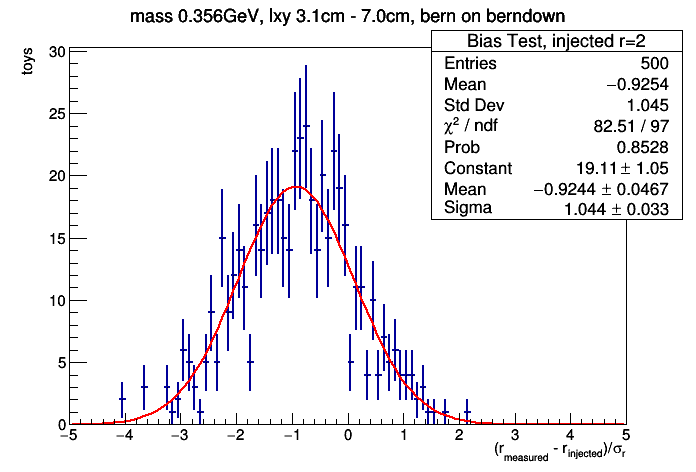 mass 0.356GeV, lxy 3.1cm - 7.0cm, bern on berndown
Bias Test, injected r=2
Entries 500
Mean −0.9254
Std Dev 1.045
χ² / ndf 82.51 / 97
Prob 0.8528
Constant 19.11 ± 1.05
Mean −0.9244 ± 0.0467
Sigma 1.044 ± 0.033
toys
30
25
20
15
10
5
0
−5 −4 −3 −2 −1 0 1 2 3 4 5
(r_measured - r_injected)/σ_r